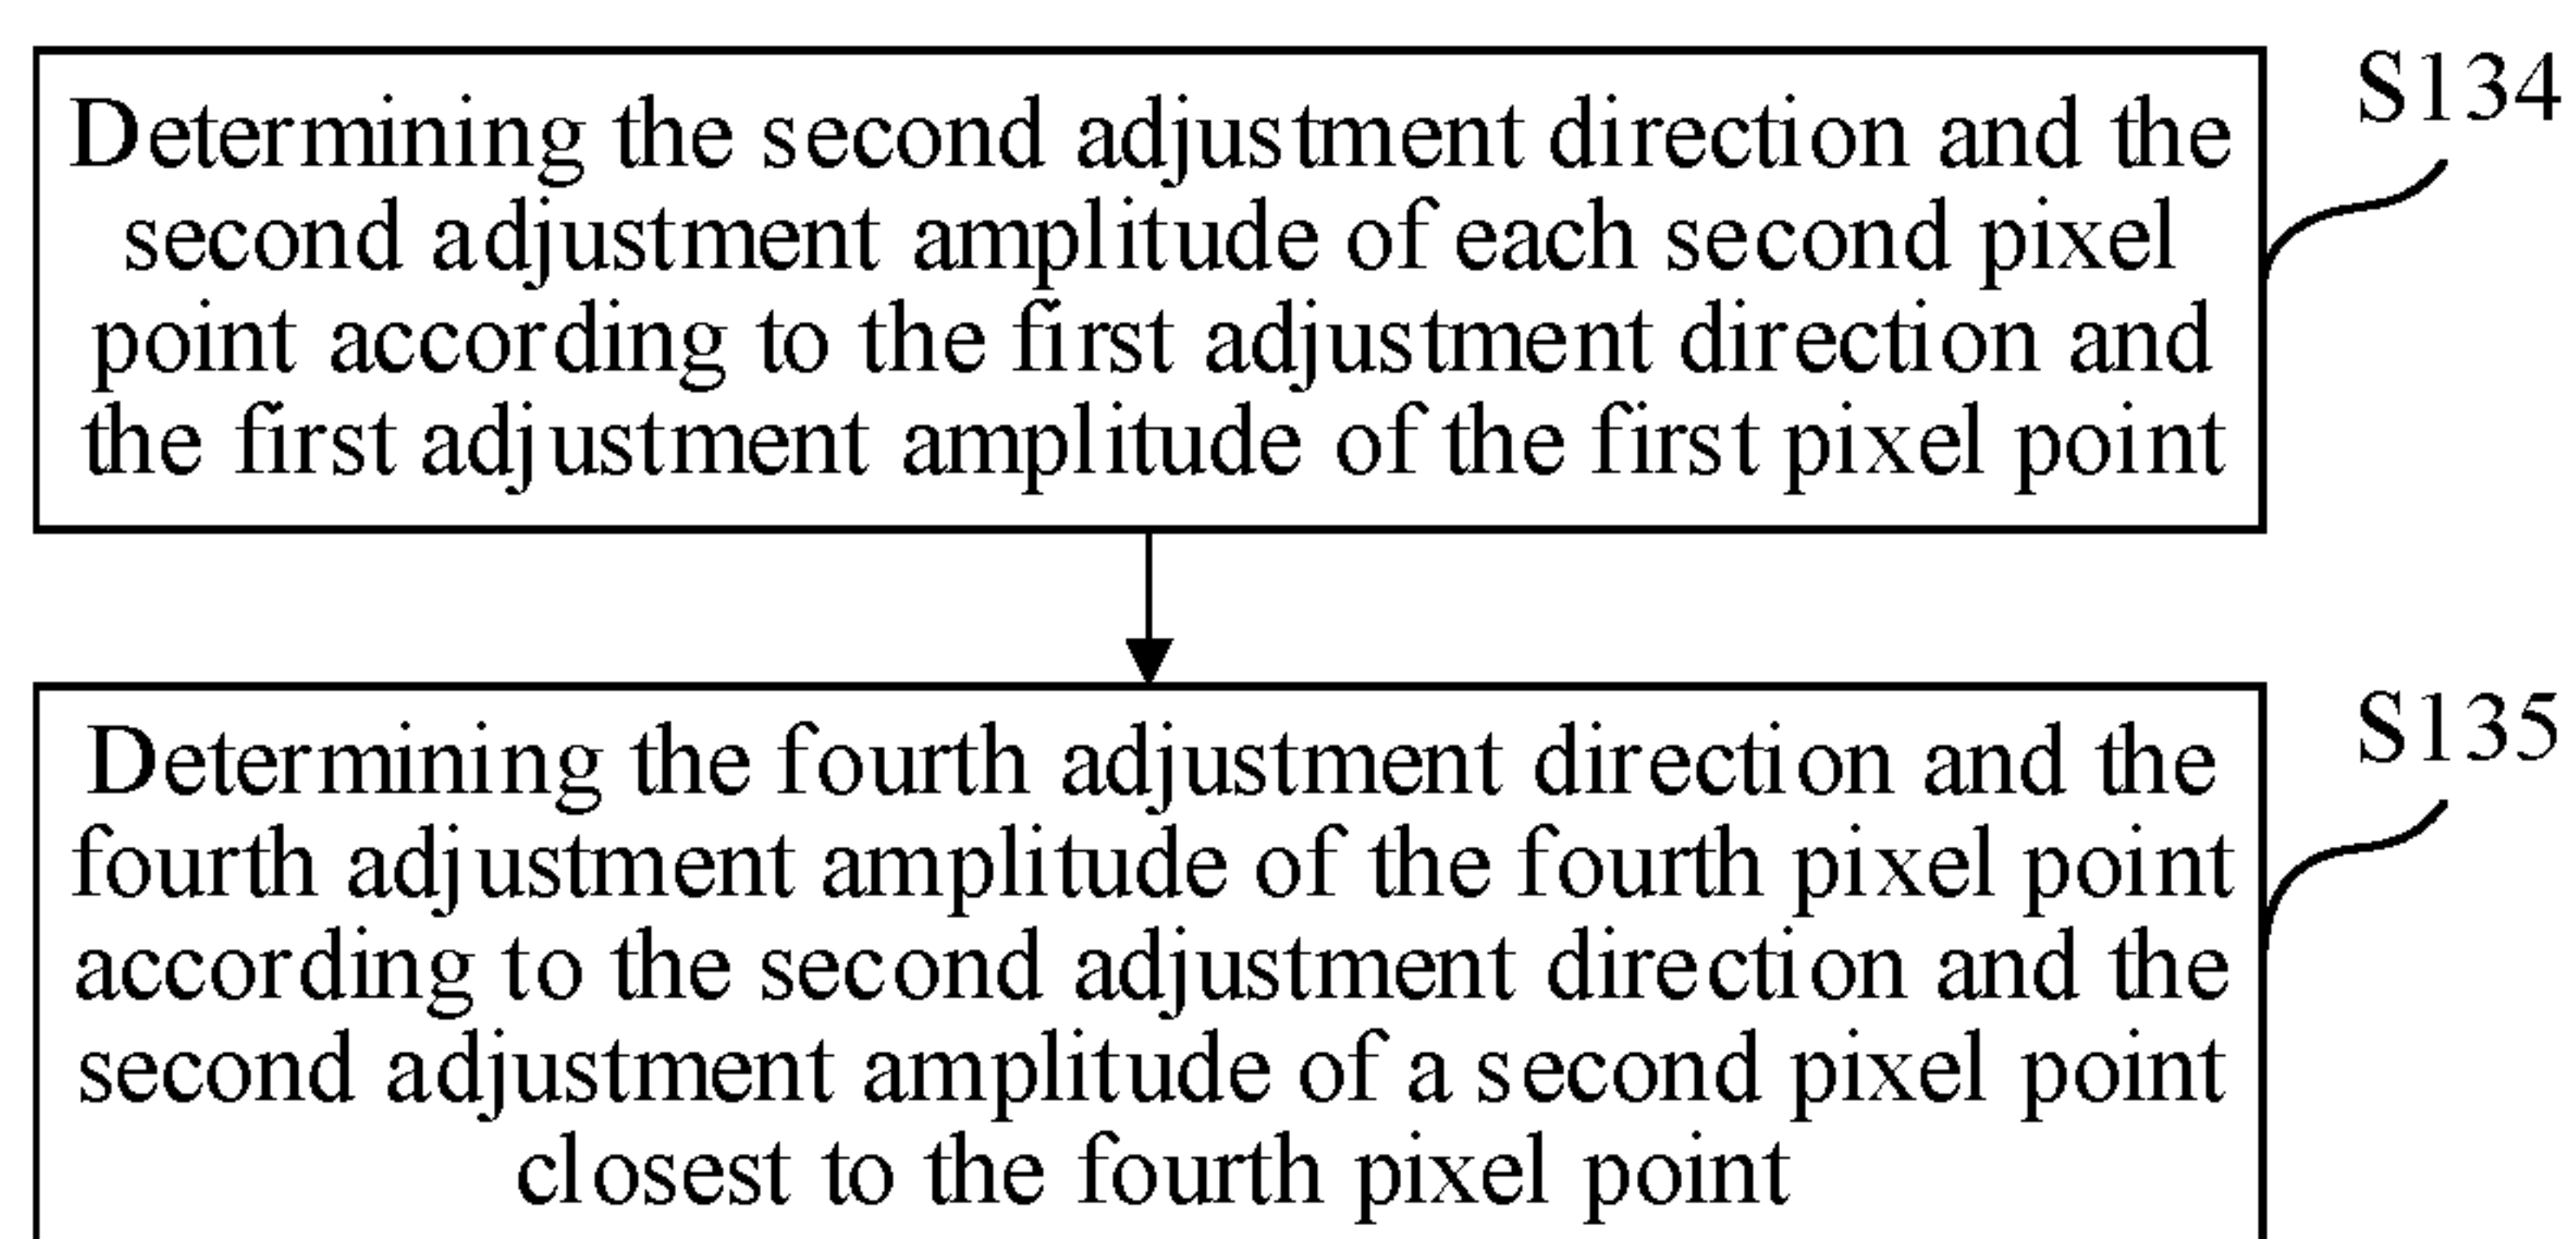 Determining the second adjustment direction and the
second adjustment amplitude of each second pixel
point according to the first adjustment direction and
the first adjustment amplitude of the first pixel point
S134
Determining the fourth adjustment direction and the
fourth adjustment amplitude of the fourth pixel point
according to the second adjustment direction and the
second adjustment amplitude of a second pixel point
closest to the fourth pixel point
S135